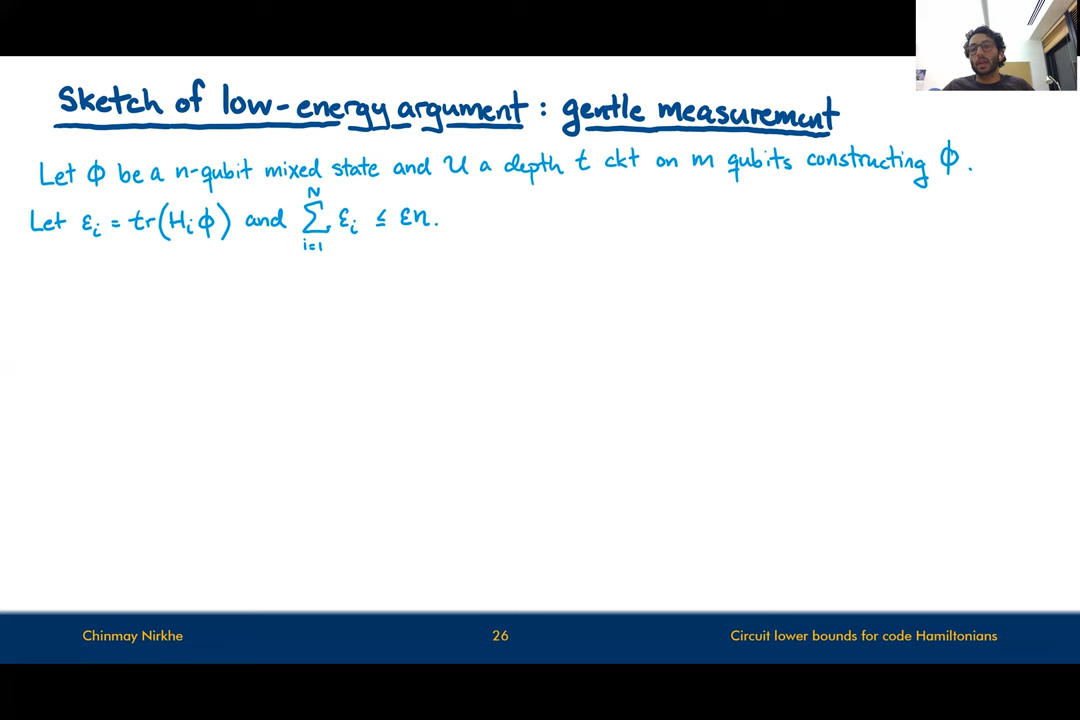 Sketch of low-energy argument : gentle measurement
Let Φ be a n-qubit mixed state and U a depth t ckt on m qubits constructing Φ.
Let εᵢ = tr(HᵢΦ) and ∑ᵢ₌₁ᴺ εᵢ ≤ εn.
Chinmay Nirkhe
26
Circuit lower bounds for code Hamiltonians